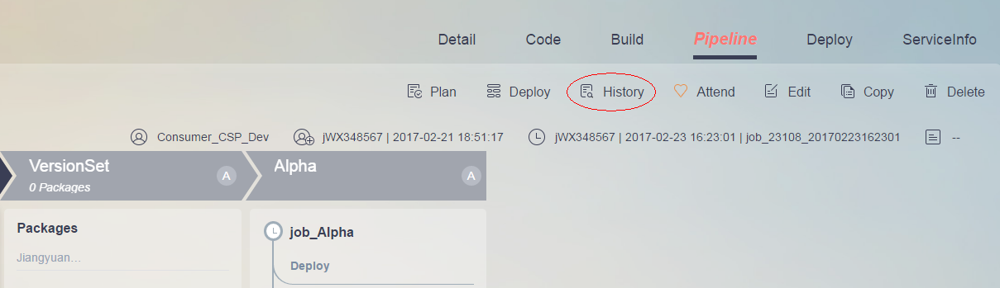 Detail Code Build Pipeline Deploy ServiceInfo
Plan Deploy History Attend Edit Copy Delete
Consumer_CSP_Dev jWX348567 | 2017-02-21 18:51:17 jWX348567 | 2017-02-23 16:23:01 | job_23108_20170223162301 --
VersionSet A Alpha A
0 Packages
Packages
Jiangyuan...
job_Alpha
Deploy